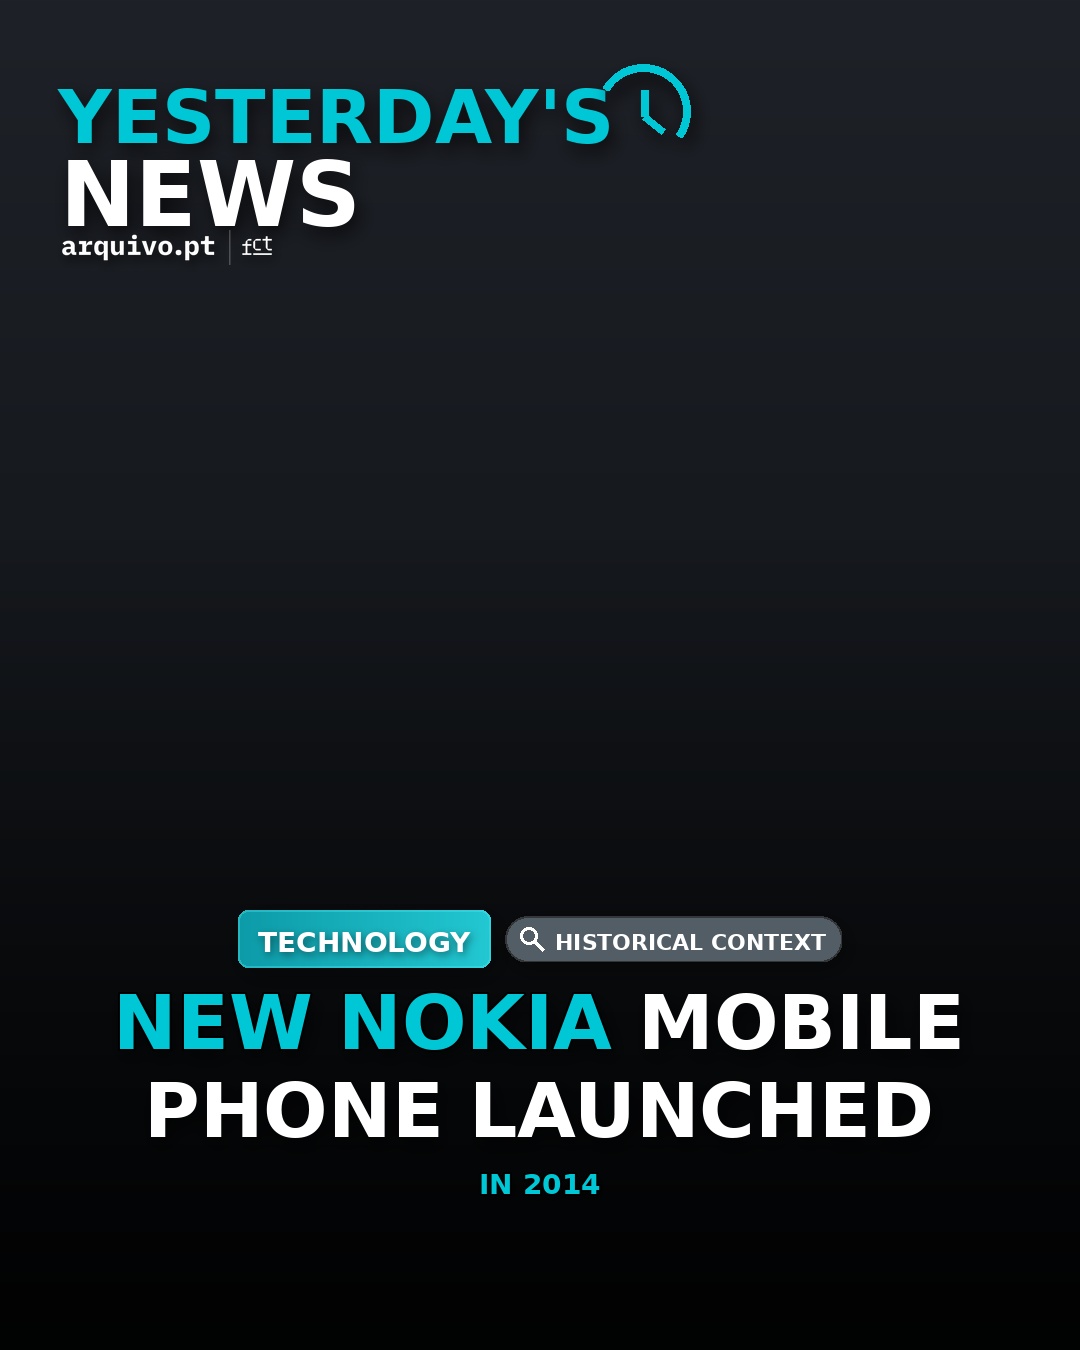 YESTERDAY'S
NEWS
arquivo.pt fct
TECHNOLOGY HISTORICAL CONTEXT
NEW NOKIA MOBILE
PHONE LAUNCHED
IN 2014